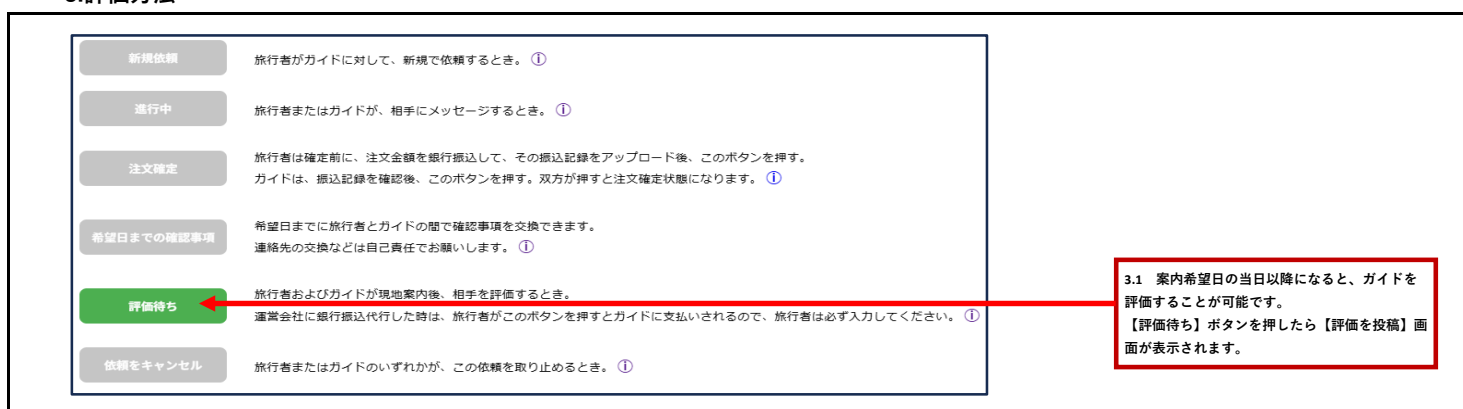 3.評価方法
新規依頼
旅行者がガイドに対して、新規で依頼するとき。 ⓘ
進行中
旅行者またはガイドが、相手にメッセージするとき。 ⓘ
注文確定
旅行者は確定前に、注文金額を銀行振込して、その振込記録をアップロード後、このボタンを押す。
ガイドは、振込記録を確認後、このボタンを押す。双方が押すと注文確定状態になります。 ⓘ
希望日までの確認事項
希望日までに旅行者とガイドの間で確認事項を交換できます。
連絡先の交換などは自己責任でお願いします。 ⓘ
評価待ち
旅行者およびガイドが現地案内後、相手を評価するとき。
運営会社に銀行振込代行した時は、旅行者がこのボタンを押すとガイドに支払いされるので、旅行者は必ず入力してください。 ⓘ
依頼をキャンセル
旅行者またはガイドのいずれかが、この依頼を取り止めるとき。 ⓘ
3.1 案内希望日の当日以降になると、ガイドを
評価することが可能です。
【評価待ち】ボタンを押したら【評価を投稿】画
面が表示されます。